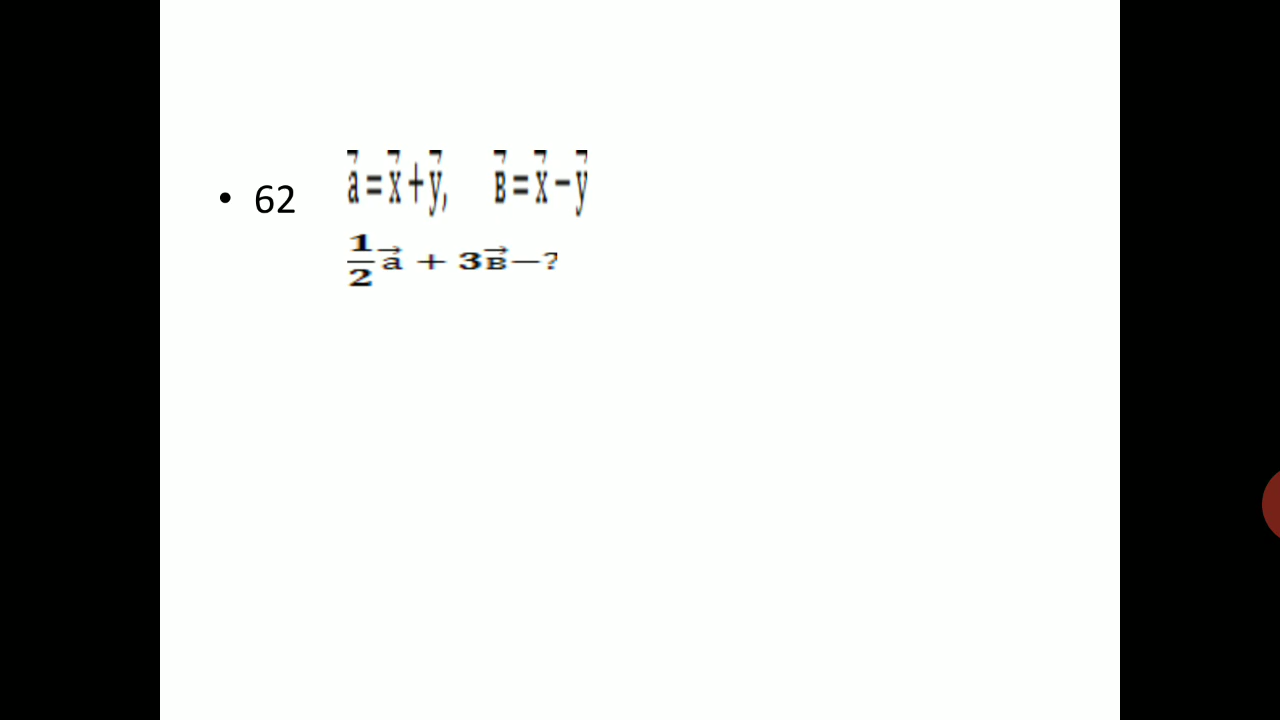 • 62 a⃗ = x⃗ + y⃗, в⃗ = x⃗ − y⃗
1/2 a⃗ + 3в⃗ − ?